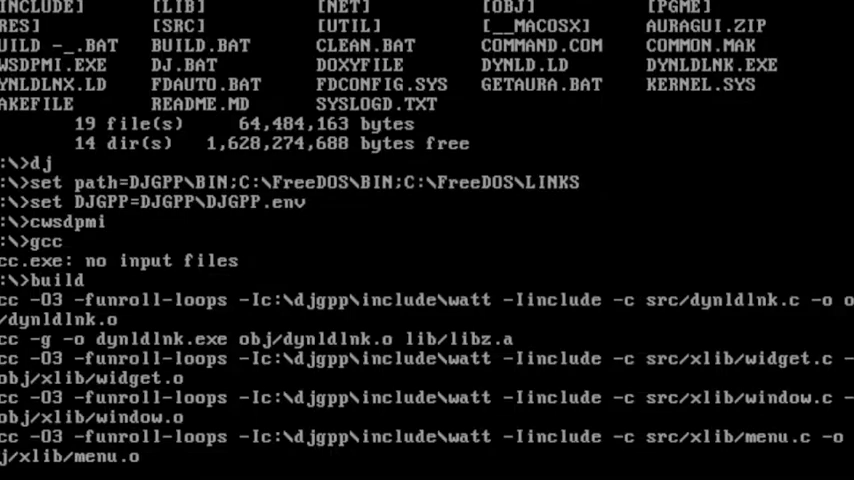 INCLUDE]    [LIB]    [NET]    [OBJ]    [PGME]
RES]    [SRC]    [UTIL]    [__MACOSX]    AURAGUI.ZIP
UILD -_.BAT    BUILD.BAT    CLEAN.BAT    COMMAND.COM    COMMON.MAK
WSDPMI.EXE    DJ.BAT    DOXYFILE    DYNLD.LD    DYNLDLNK.EXE
YNLDLNX.LD    FDAUTO.BAT    FDCONFIG.SYS    GETAURA.BAT    KERNEL.SYS
AKEFILE    README.MD    SYSLOGD.TXT
19 file(s)    64,484,163 bytes
14 dir(s)    1,628,274,688 bytes free
:\>dj
:\>set path=DJGPP\BIN;C:\FreeDOS\BIN;C:\FreeDOS\LINKS
:\>set DJGPP=DJGPP\DJGPP.env
:\>cwsdpmi
:\>gcc
cc.exe: no input files
:\>build
cc -O3 -funroll-loops -Ic:\djgpp\include\watt -Iinclude -c src/dynldlnk.c -o o
/dynldlnk.o
cc -g -o dynldlnk.exe obj/dynldlnk.o lib/libz.a
cc -O3 -funroll-loops -Ic:\djgpp\include\watt -Iinclude -c src/xlib/widget.c -
obj/xlib/widget.o
cc -O3 -funroll-loops -Ic:\djgpp\include\watt -Iinclude -c src/xlib/window.c -
obj/xlib/window.o
cc -O3 -funroll-loops -Ic:\djgpp\include\watt -Iinclude -c src/xlib/menu.c -o
j/xlib/menu.o